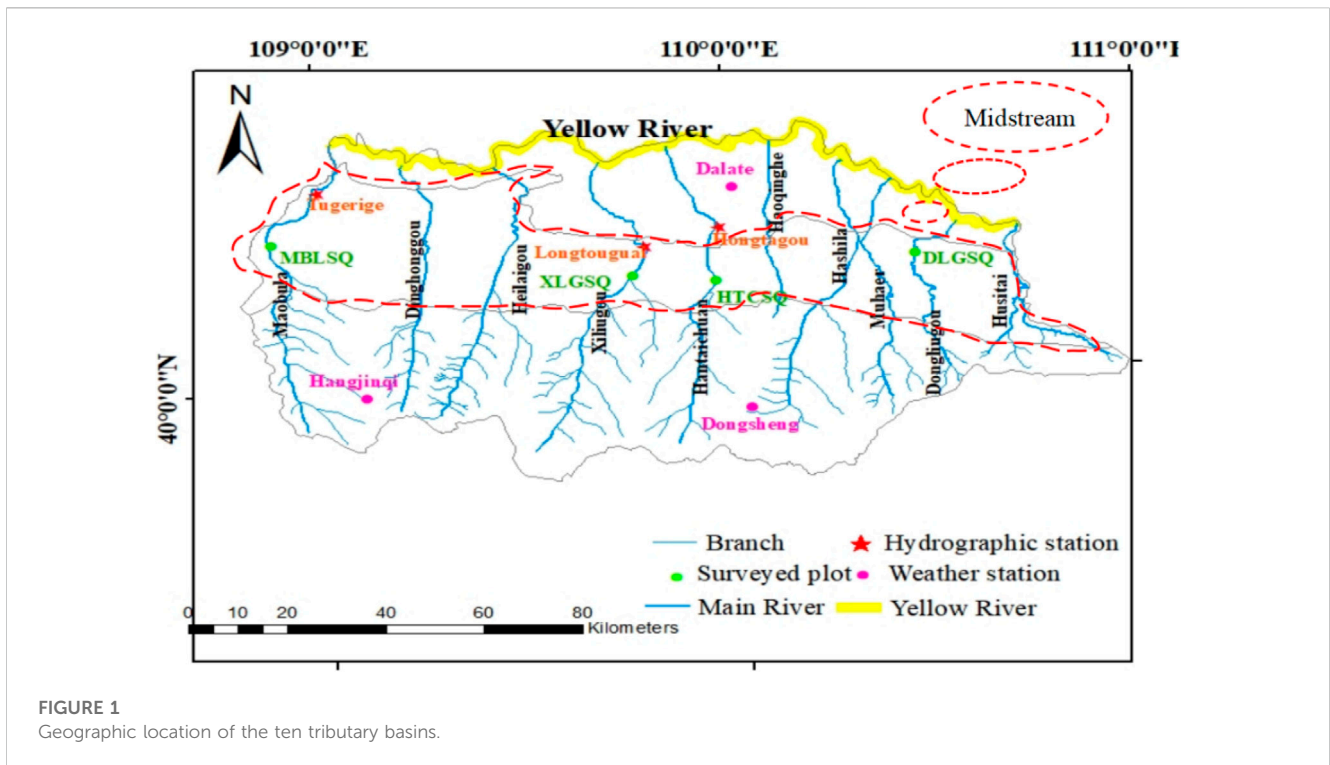 109°0'0"E 110°0'0"E 111°0'0"E
N
Midstream
Yellow River
Dalate
Haoqinghe
Tugerige
Hongtagou
Longtouguai
MBLSQ
XLGSQ
HTCSQ
DLGSQ
Maobula
Dinghonggou
Heilaigou
Xiliugou
Hantaichuan
Hashila
Muhaer
Dongliugou
Husitai
Hangjinqi
Dongsheng
40°0'0"N
Branch Hydrographic station
Surveyed plot Weather station
Main River Yellow River
0 10 20 40 60 80
Kilometers
FIGURE 1
Geographic location of the ten tributary basins.